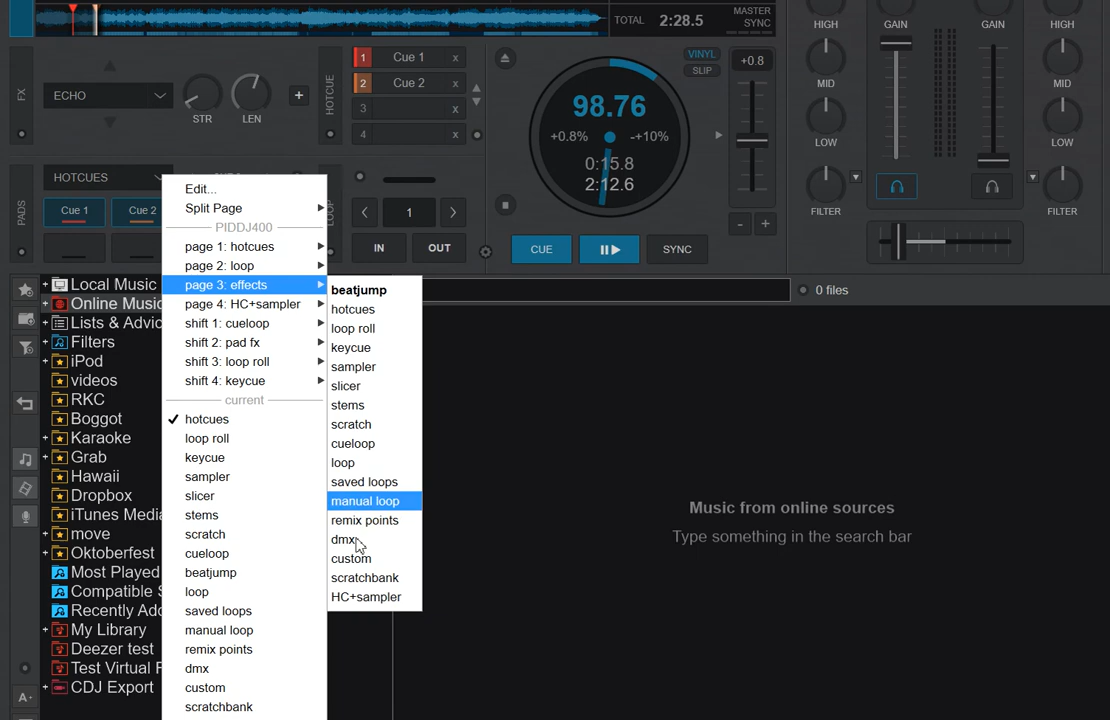 TOTAL 2:28.5
MASTER SYNC
HIGH
GAIN
GAIN
HIGH
FX
ECHO
STR
LEN
+
HOTCUE
1 Cue 1 x
2 Cue 2 x
3 x
4 x
VINYL
SLIP
98.76
+0.8% -+10%
0:15.8
2:12.6
+0.8
MID
LOW
FILTER
MID
LOW
FILTER
PADS
HOTCUES
Cue 1
Cue 2
LOOP
1
IN
OUT
CUE
SYNC
- +
Edit...
Split Page
PIDDJ400
page 1: hotcues
page 2: loop
page 3: effects
page 4: HC+sampler
shift 1: cueloop
shift 2: pad fx
shift 3: loop roll
shift 4: keycue
current
hotcues
loop roll
keycue
sampler
slicer
stems
scratch
cueloop
beatjump
loop
saved loops
manual loop
remix points
dmx
custom
scratchbank
beatjump
hotcues
loop roll
keycue
sampler
slicer
stems
scratch
cueloop
loop
saved loops
manual loop
remix points
dmx
custom
scratchbank
HC+sampler
Local Music
Online Music
Lists & Advic
Filters
iPod
videos
RKC
Boggot
Karaoke
Grab
Hawaii
Dropbox
iTunes Media
move
Oktoberfest
Most Played
Compatible S
Recently Add
My Library
Deezer test
Test Virtual F
CDJ Export
A+
0 files
Music from online sources
Type something in the search bar